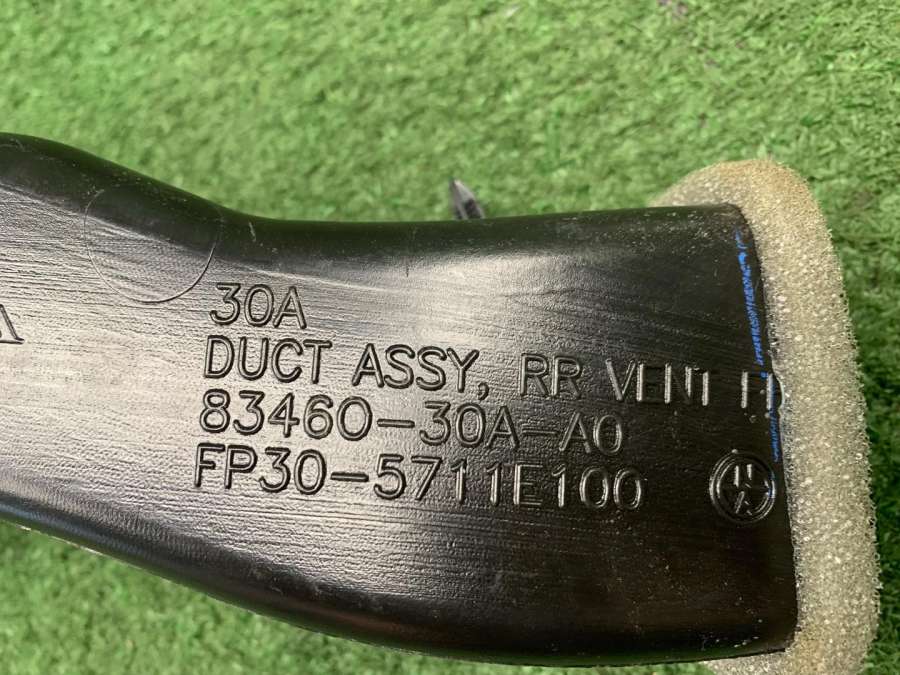 30A
DUCT ASSY, RR VENT
83460-30A-A0
FP30-5711E100